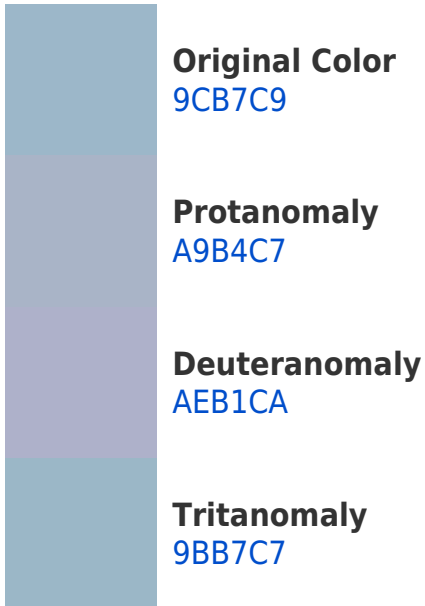 Original Color
9CB7C9
Protanomaly
A9B4C7
Deuteranomaly
AEB1CA
Tritanomaly
9BB7C7